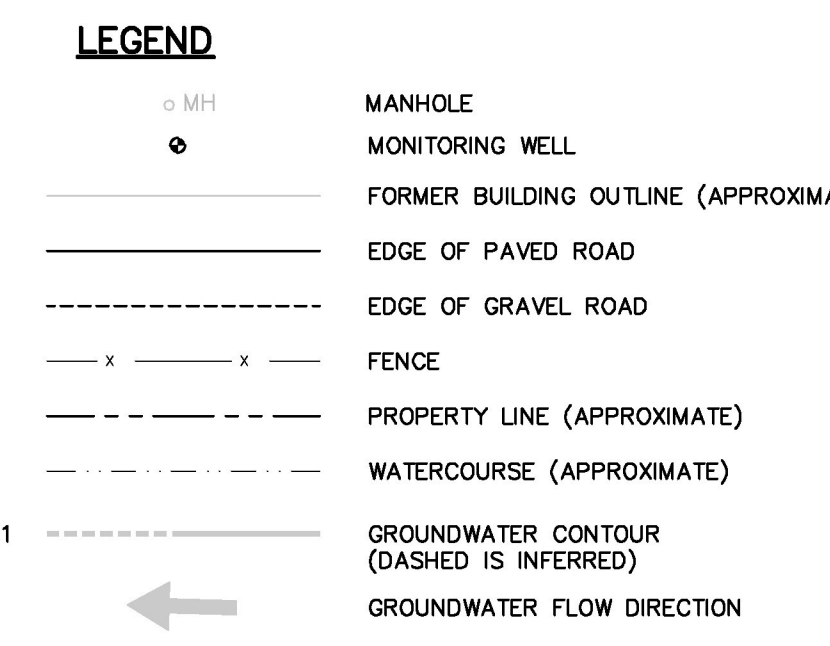 LEGEND
MH MANHOLE
MONITORING WELL
FORMER BUILDING OUTLINE
EDGE OF PAVED ROAD
EDGE OF GRAVEL ROAD
x x FENCE
PROPERTY LINE (APPROXIMATE)
WATERCOURSE (APPROXIMATE)
1 GROUNDWATER CONTOUR
(DASHED IS INFERRED)
GROUNDWATER FLOW DIRECTION